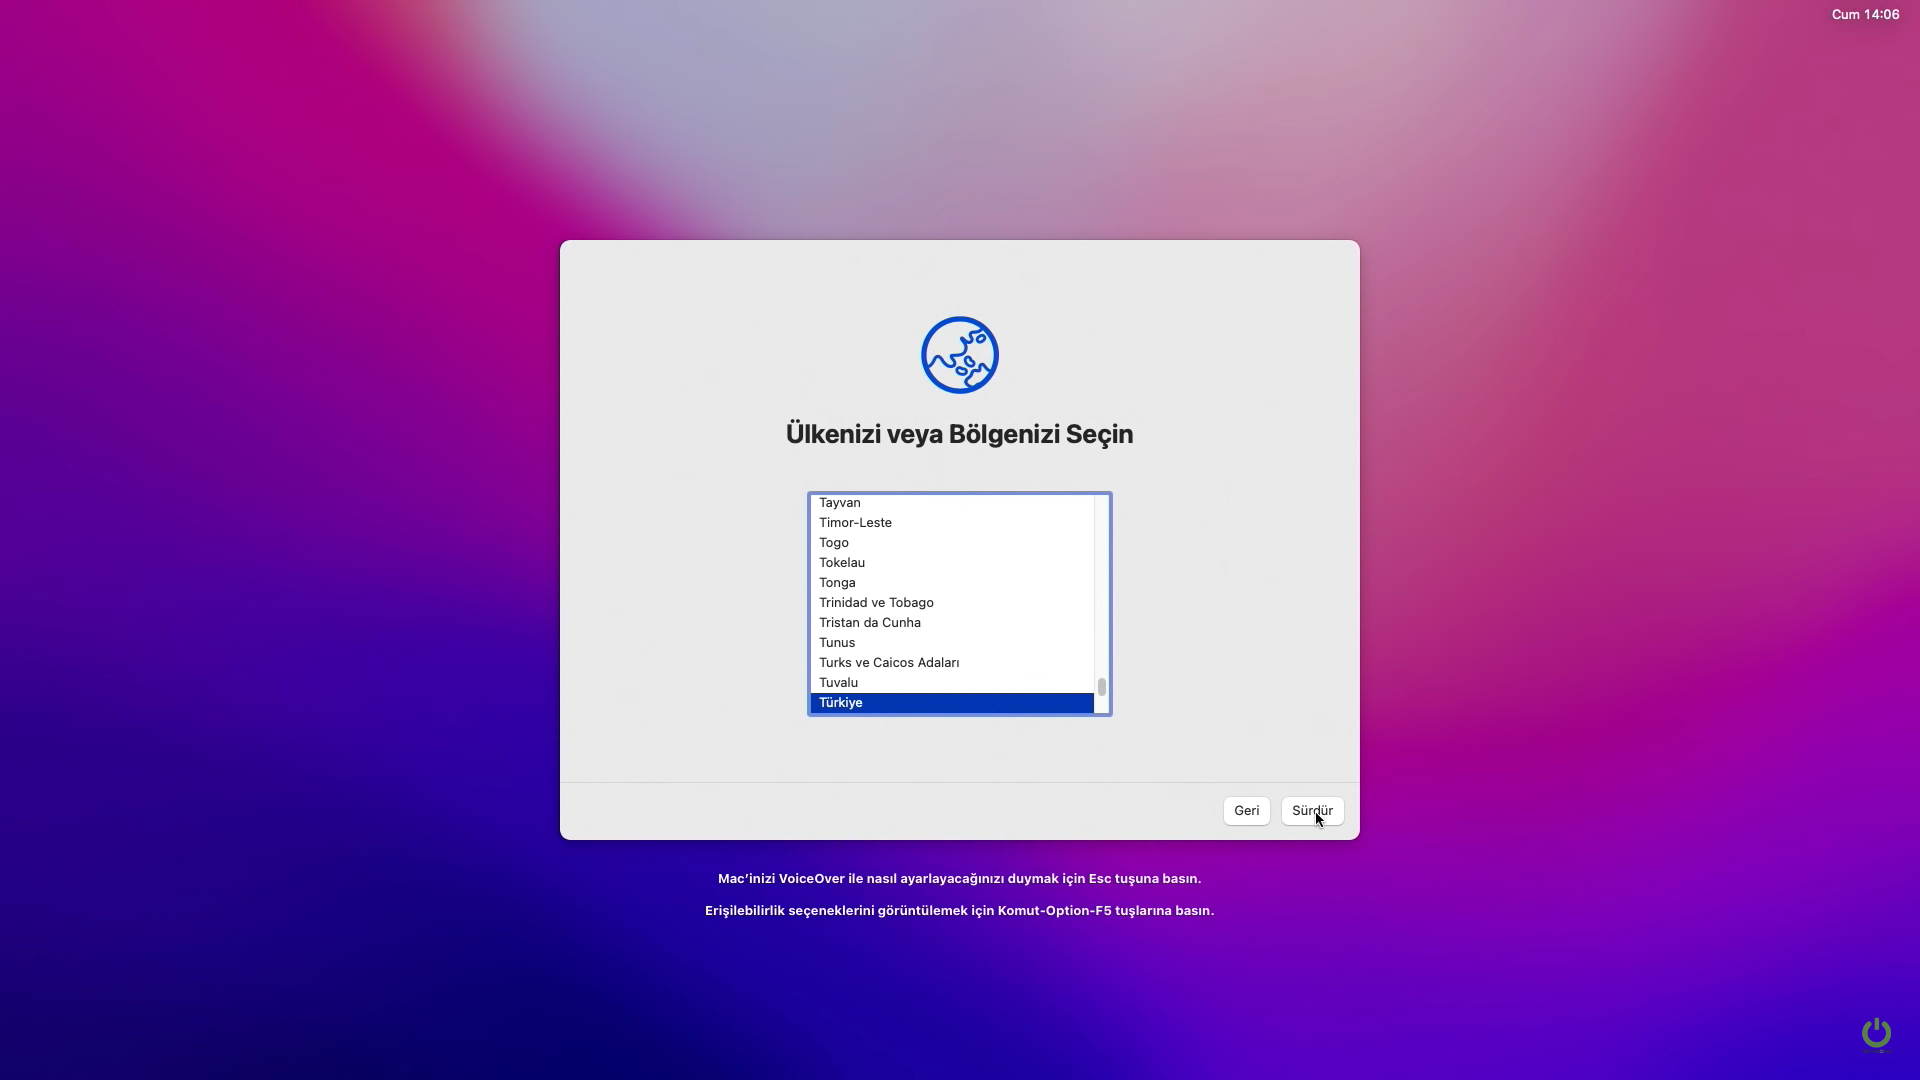 Cum 14:06
Ülkenizi veya Bölgenizi Seçin
Tayvan
Timor-Leste
Togo
Tokelau
Tonga
Trinidad ve Tobago
Tristan da Cunha
Tunus
Turks ve Caicos Adaları
Tuvalu
Türkiye
Geri
Sürdür
Mac'inizi VoiceOver ile nasıl ayarlayacağınızı duymak için Esc tuşuna basın.
Erişilebilirlik seçeneklerini görüntülemek için Komut-Option-F5 tuşlarına basın.